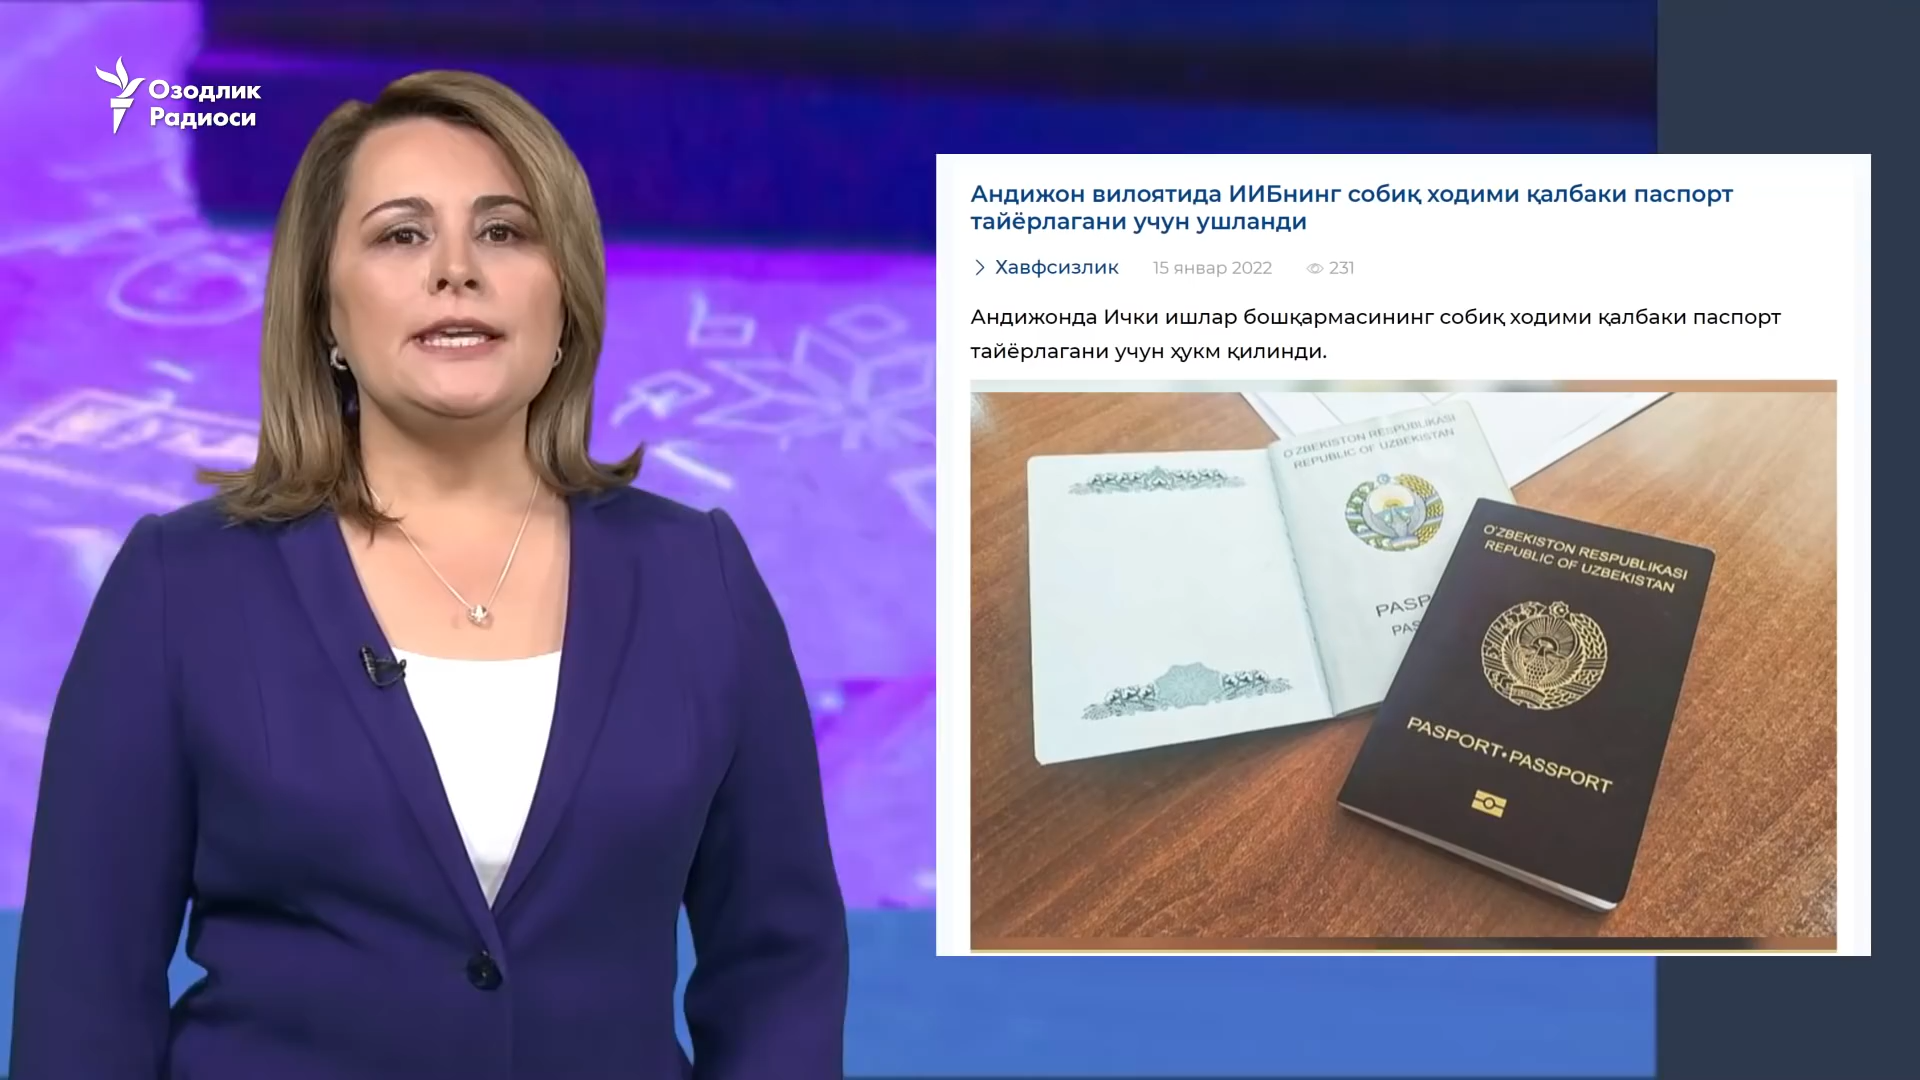 Озодлик
Радиоси
Андижон вилоятида ИИБнинг собиқ ходими қалбаки паспорт
тайёрлагани учун ушланди
Хавфсизлик 15 январ 2022 231
Андижонда Ички ишлар бошқармасининг собиқ ходими қалбаки паспорт
тайёрлагани учун ҳукм қилинди.
O'ZBEKISTON RESPUBLIKASI
REPUBLIC OF UZBEKISTAN
PASP
PAS
O'ZBEKISTON RESPUBLIKASI
REPUBLIC OF UZBEKISTAN
PASPORT•PASSPORT